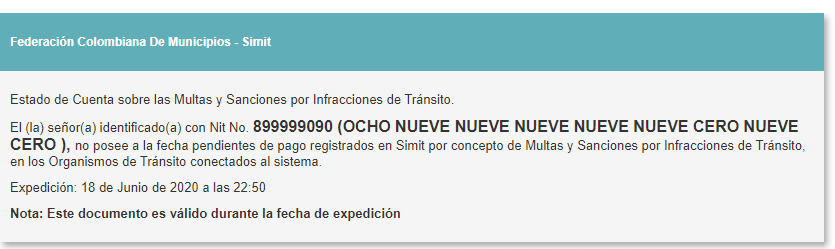 Federación Colombiana De Municipios - Simit
Estado de Cuenta sobre las Multas y Sanciones por Infracciones de Tránsito.
El (la) señor(a) identificado(a) con Nit No. 899999090 (OCHO NUEVE NUEVE NUEVE NUEVE NUEVE CERO NUEVE
CERO ), no posee a la fecha pendientes de pago registrados en Simit por concepto de Multas y Sanciones por Infracciones de Tránsito,
en los Organismos de Tránsito conectados al sistema.
Expedición: 18 de Junio de 2020 a las 22:50
Nota: Este documento es válido durante la fecha de expedición